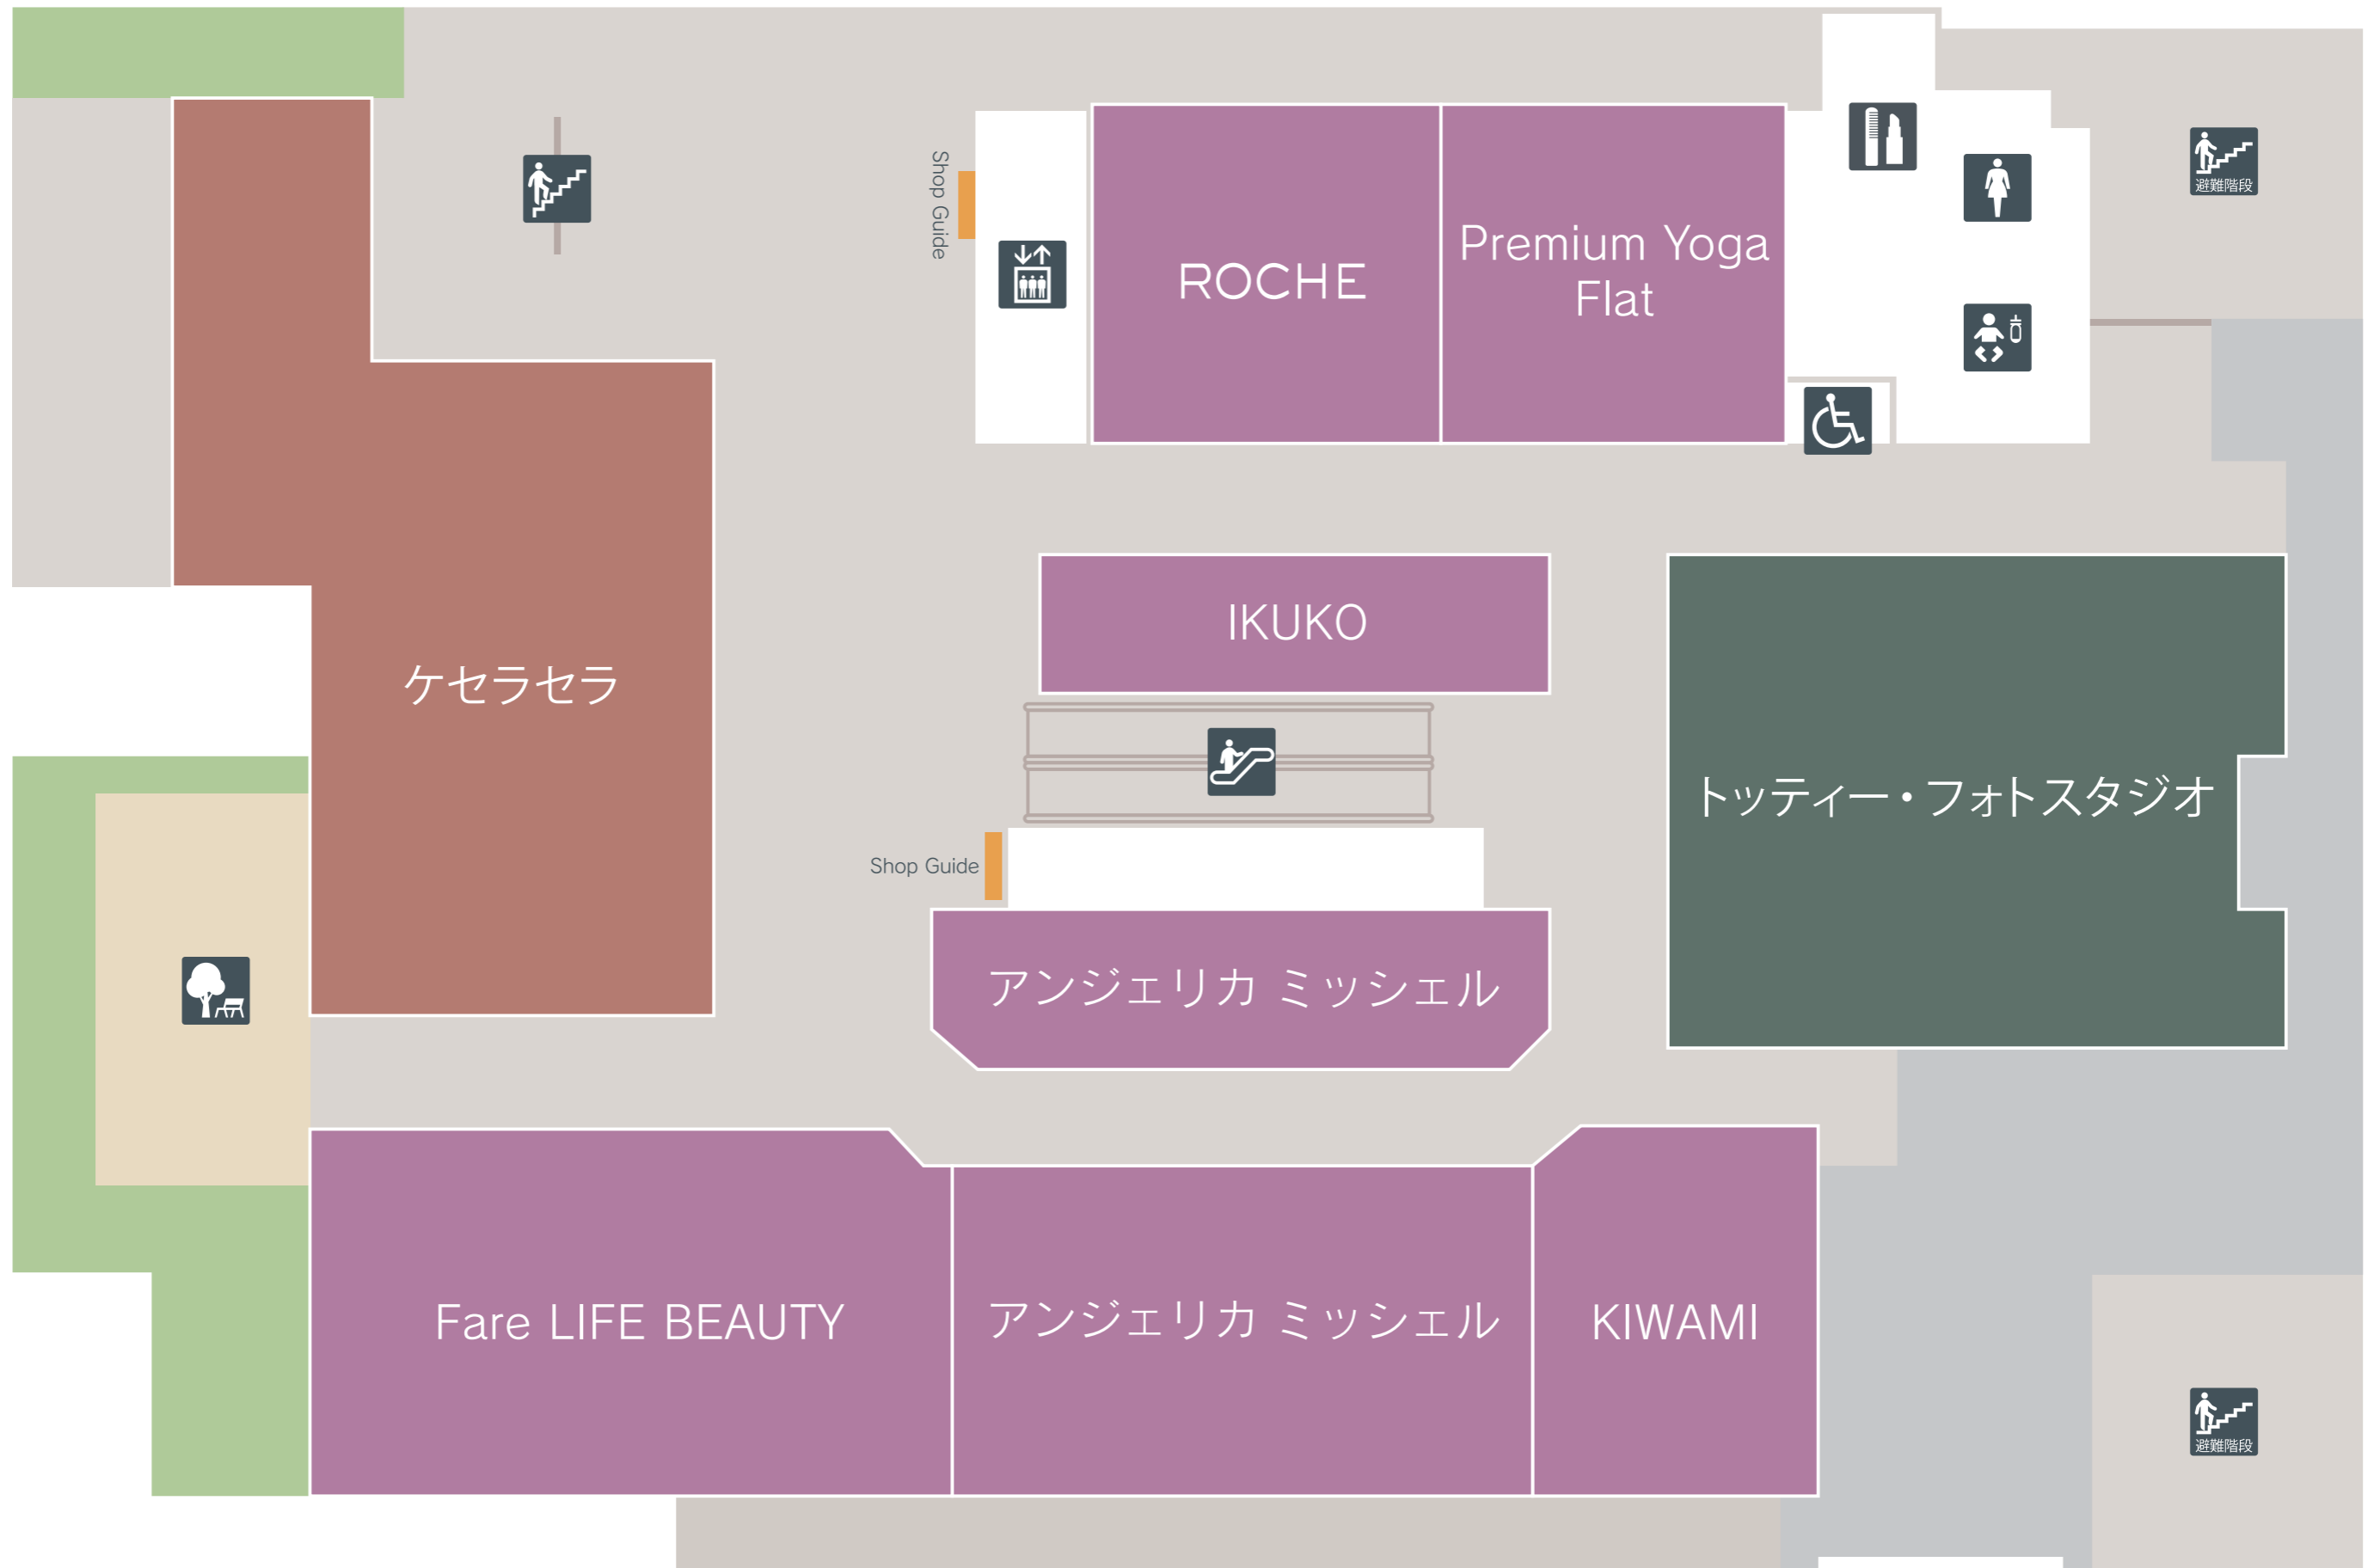 Shop Guide
避難階段
ROCHE
Premium Yoga
Flat
IKUKO
ケセラセラ
トッティー・フォトスタジオ
Shop Guide
アンジェリカ ミッシェル
Fare LIFE BEAUTY
アンジェリカ ミッシェル
KIWAMI
避難階段